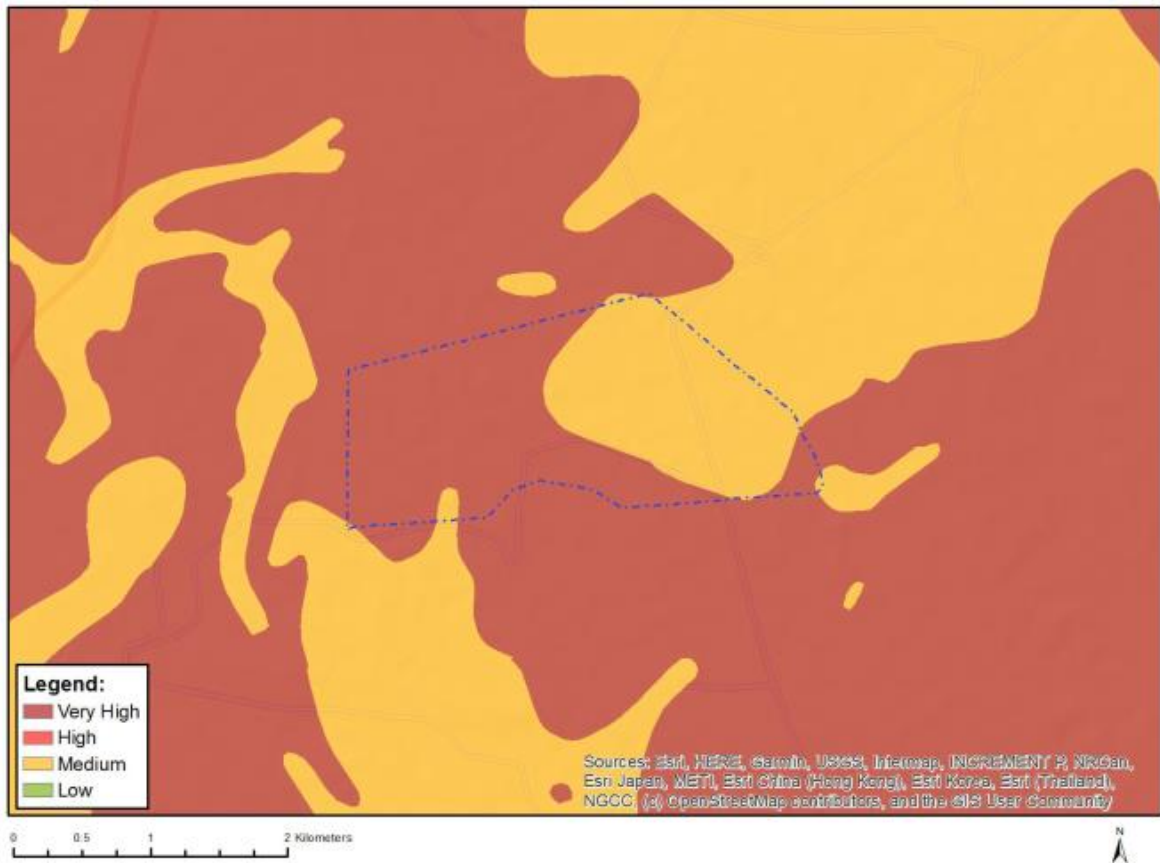 Legend:
Very High
High
Medium
Low
Sources: Esri, HERE, Garmin, USGS, Intermap, INCREMENT P, NRCan,
Esri Japan, METI, Esri China (Hong Kong), Esri Korea, Esri (Thailand),
NGCC, (c) OpenStreetMap contributors, and the GIS User Community
0 0.5 1 2 Kilometers
N